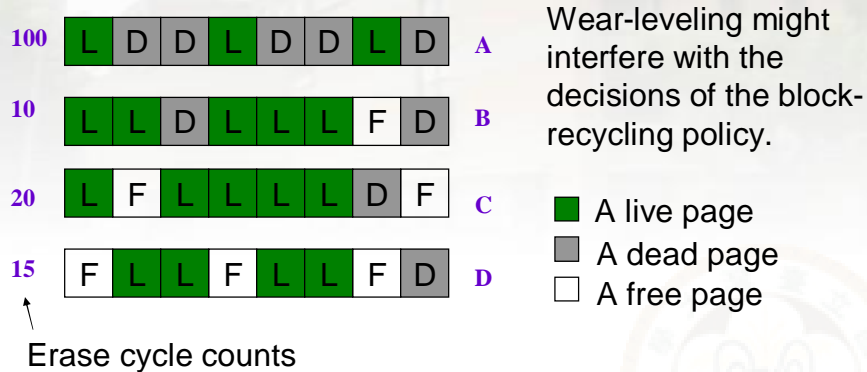 100 L D D L D D L D A
10 L L D L L L F D B
20 L F L L L L D F C
15 F L L F L L F D D
Erase cycle counts
Wear-leveling might
interfere with the
decisions of the block-
recycling policy.
A live page
A dead page
A free page